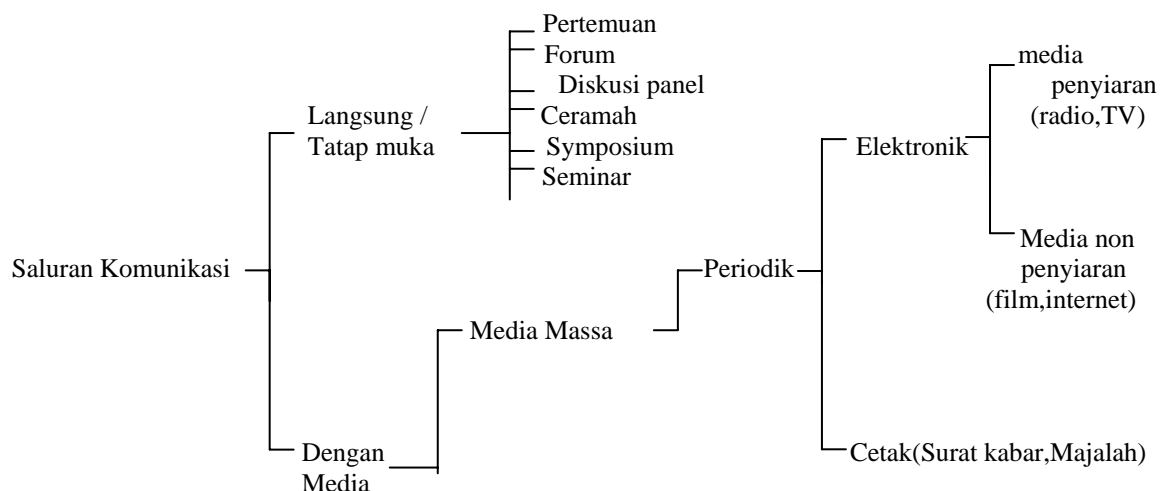 Saluran Komunikasi
Langsung /
Tatap muka
Pertemuan
Forum
Diskusi panel
Ceramah
Symposium
Seminar
Dengan
Media
Media Massa
Periodik
Elektronik
media
penyiaran
(radio,TV)
Media non
penyiaran
(film,internet)
Cetak(Surat kabar,Majalah)